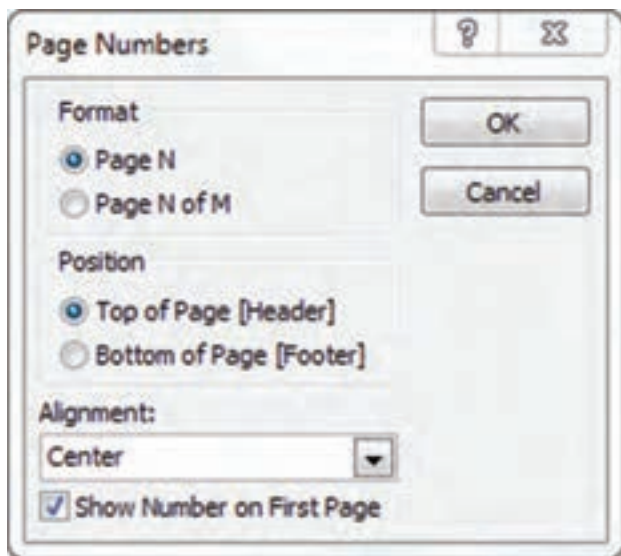 Page Numbers
Format
Page N
Page N of M
OK
Cancel
Position
Top of Page [Header]
Bottom of Page [Footer]
Alignment:
Center
Show Number on First Page